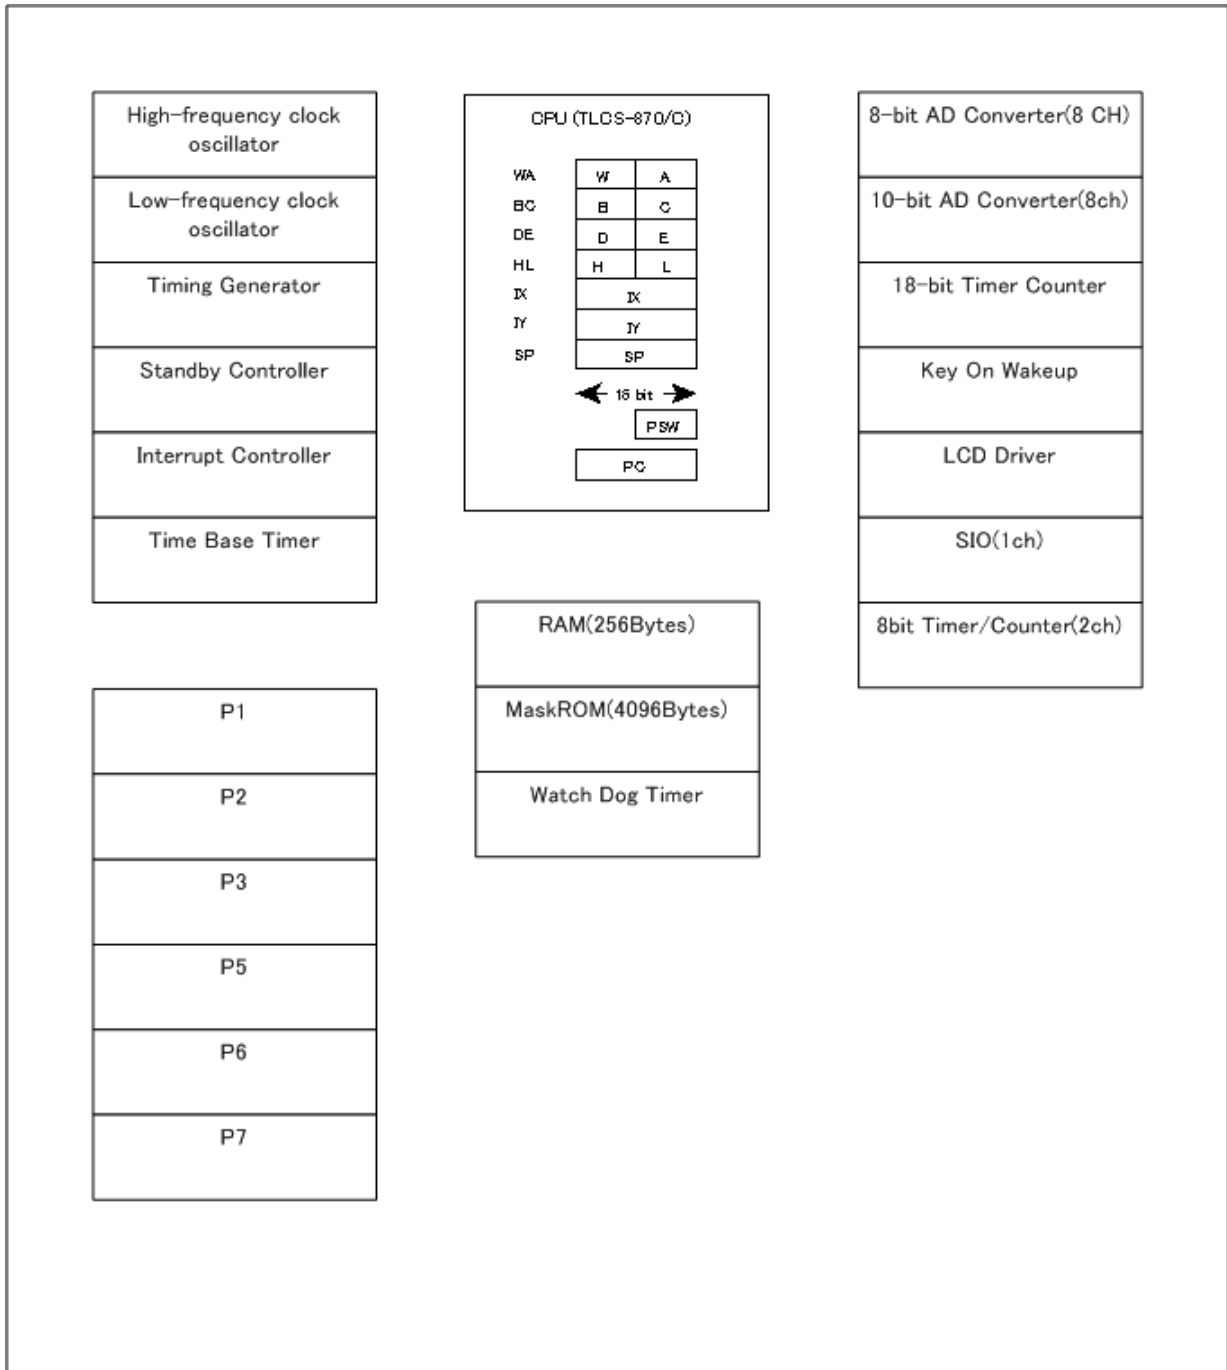 High-frequency clock
oscillator
Low-frequency clock
oscillator
Timing Generator
Standby Controller
Interrupt Controller
Time Base Timer
P1
P2
P3
P5
P6
P7
CPU (TLCS-870/C)
WA W A
BC B C
DE D E
HL H L
IX IX
IY IY
SP SP
16 bit
PSW
PC
RAM(256Bytes)
MaskROM(4096Bytes)
Watch Dog Timer
8-bit AD Converter(8 CH)
10-bit AD Converter(8ch)
18-bit Timer Counter
Key On Wakeup
LCD Driver
SIO(1ch)
8bit Timer/Counter(2ch)